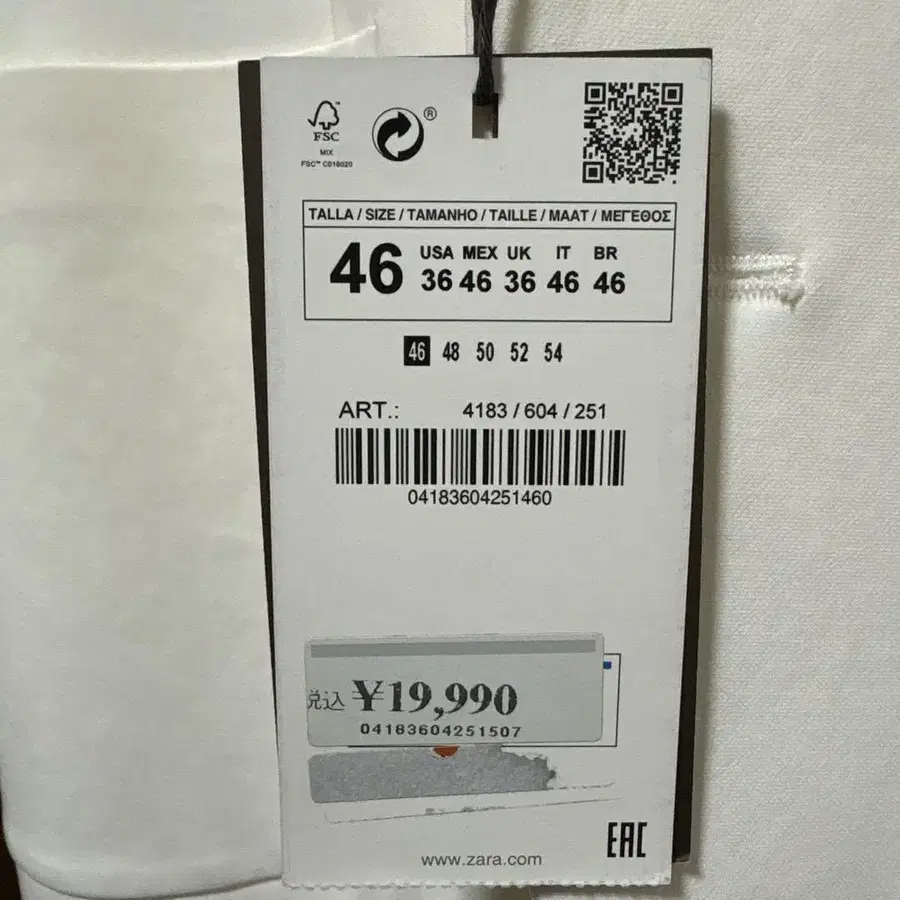 FSC™
MIX
FSC™ C018020
®
TALLA / SIZE / TAMANHO / TAILLE / MAAT / ΜΕΓΕΘΟΣ
46
USA MEX UK IT BR
36 46 36 46 46
46 48 50 52 54
ART.: 4183 / 604 / 251
04183604251460
税込 ¥19,990
04183604251507
www.zara.com
EAC